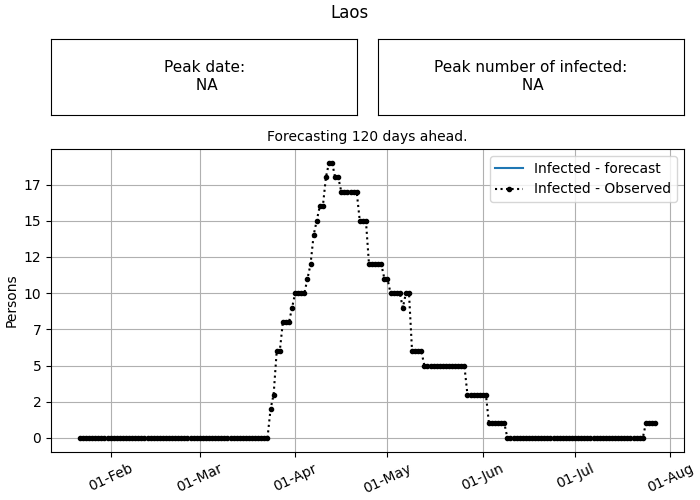 Laos
Peak date:
NA
Peak number of infected:
NA
Forecasting 120 days ahead.
Infected - forecast
Infected - Observed
Persons
17
15
12
10
7
5
2
0
01-Feb
01-Mar
01-Apr
01-May
01-Jun
01-Jul
01-Aug